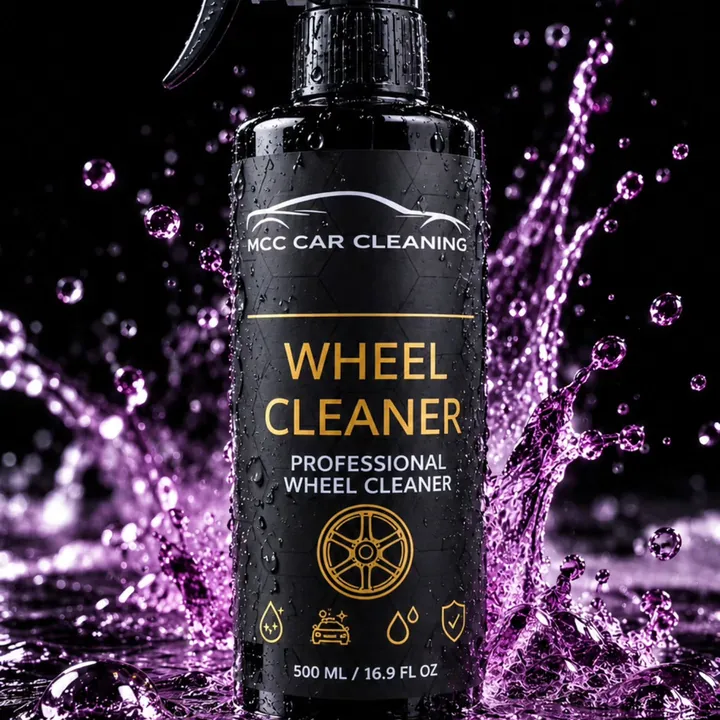 MCC CAR CLEANING
WHEEL
CLEANER
PROFESSIONAL
WHEEL CLEANER
500 ML / 16.9 FL OZ